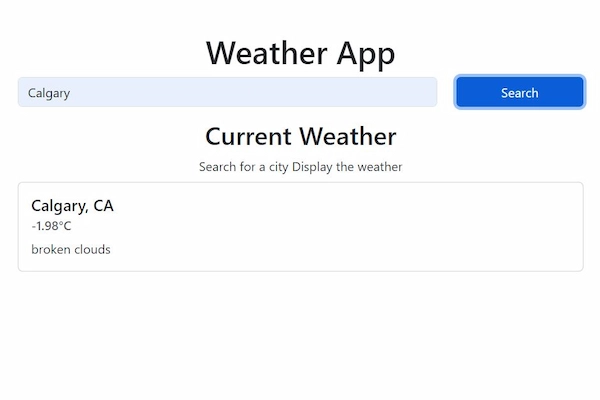 Weather App
Calgary
Search
Current Weather
Search for a city Display the weather
Calgary, CA
-1.98°C
broken clouds